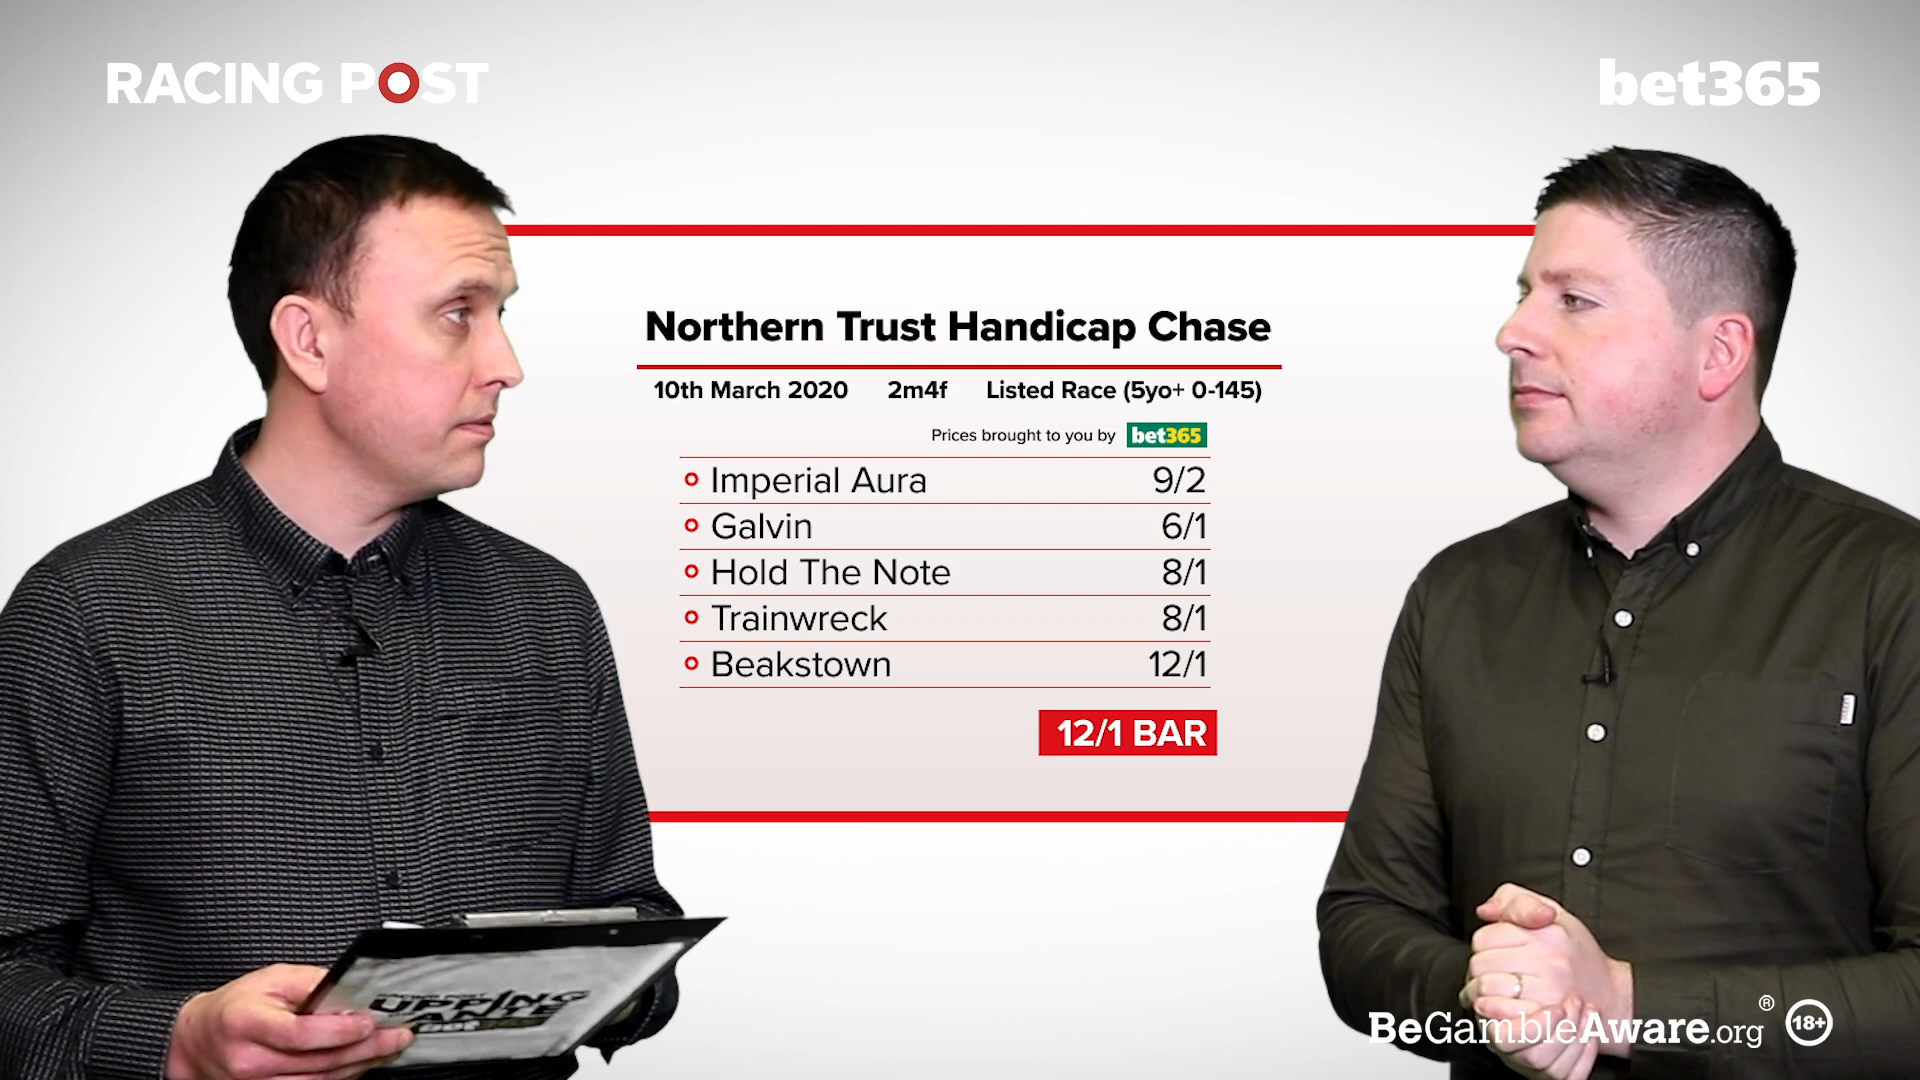 RACING POST
bet365
Northern Trust Handicap Chase
10th March 2020 2m4f Listed Race (5yo+ 0-145)
Prices brought to you by bet365
Imperial Aura 9/2
Galvin 6/1
Hold The Note 8/1
Trainwreck 8/1
Beakstown 12/1
12/1 BAR
UPPING
ANTE
BeGambleAware.org® 18+